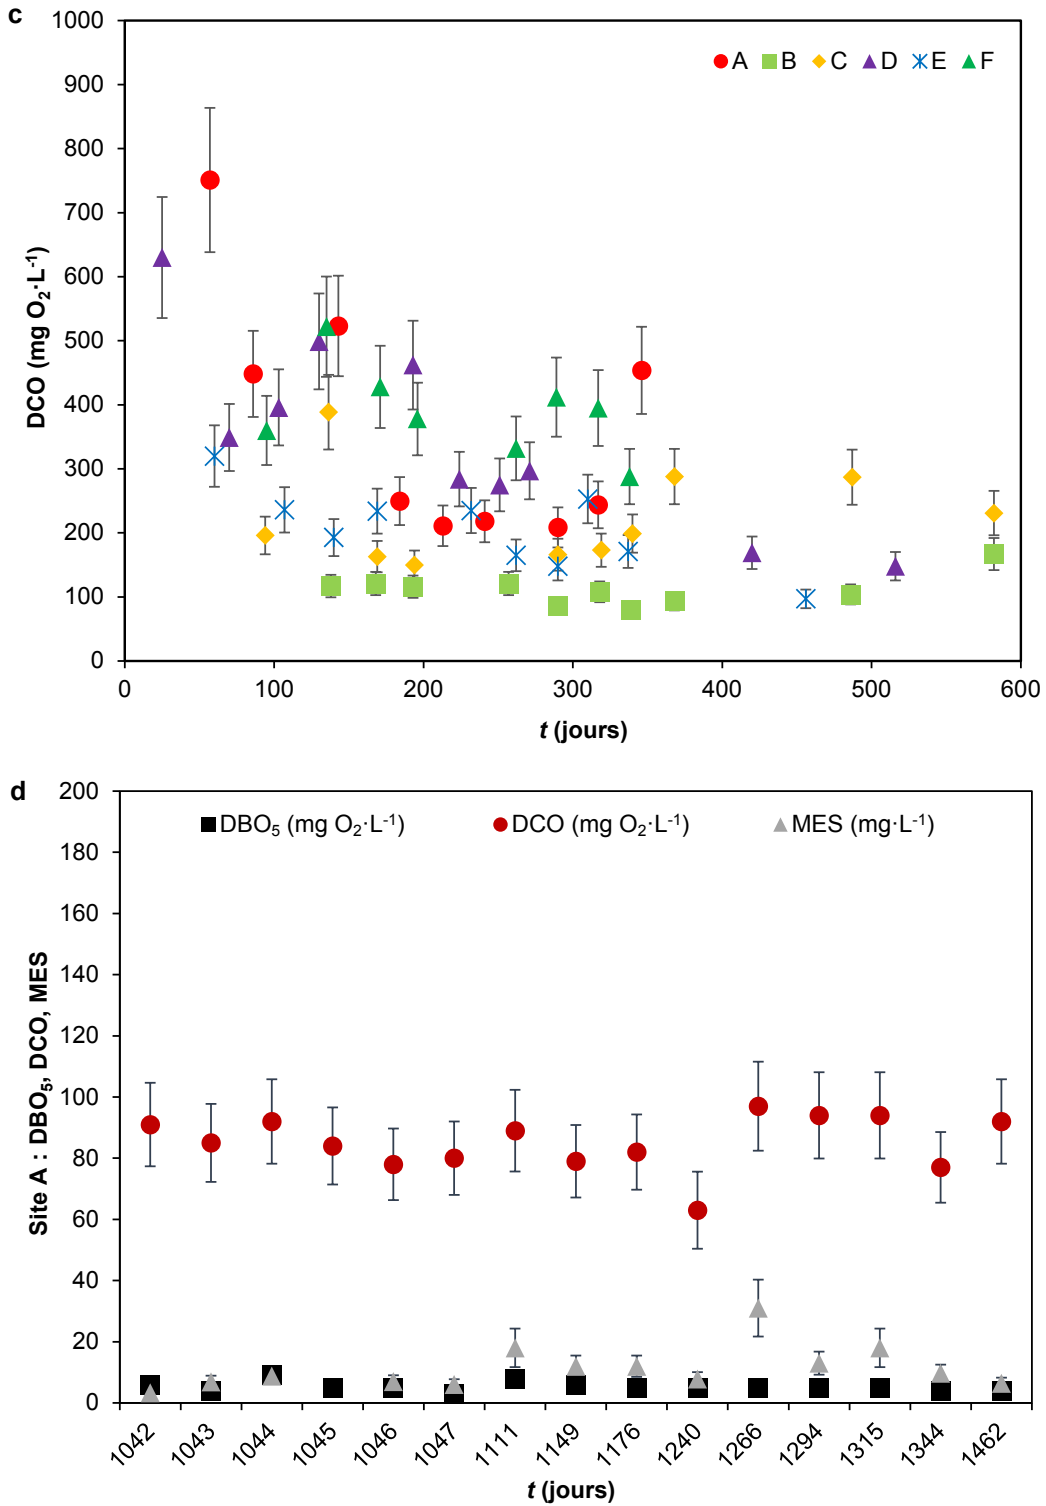 c
1000
900
800
700
600
500
400
300
200
100
0
DCO (mg O₂·L⁻¹)
A B C D E F
0 100 200 300 400 500 600
t (jours)
d
200
180
160
140
120
100
80
60
40
20
0
Site A : DBO₅, DCO, MES
DBO₅ (mg O₂·L⁻¹) DCO (mg O₂·L⁻¹) MES (mg·L⁻¹)
1042 1043 1044 1045 1046 1047 1111 1149 1176 1240 1266 1294 1315 1344 1462
t (jours)